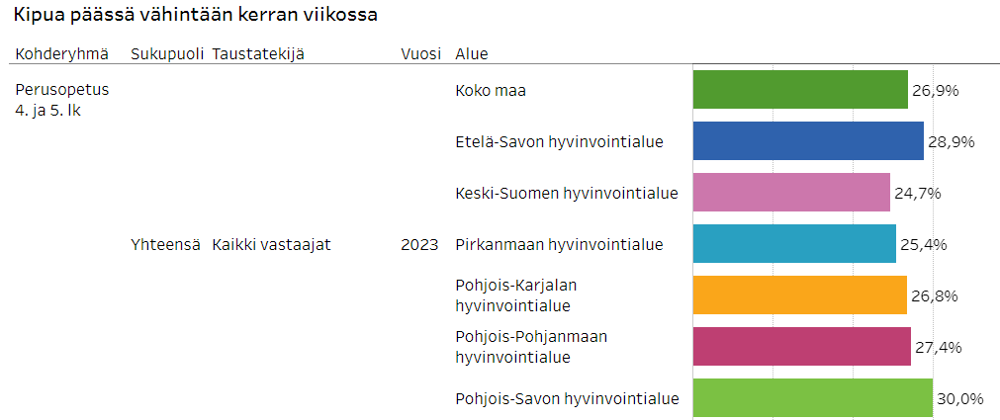 Kipua päässä vähintään kerran viikossa
Kohderyhmä Sukupuoli Taustatekijä Vuosi Alue
Perusopetus
4. ja 5. lk
Koko maa 26,9%
Etelä-Savon hyvinvointialue 28,9%
Keski-Suomen hyvinvointialue 24,7%
Yhteensä Kaikki vastaajat 2023 Pirkanmaan hyvinvointialue 25,4%
Pohjois-Karjalan
hyvinvointialue 26,8%
Pohjois-Pohjanmaan
hyvinvointialue 27,4%
Pohjois-Savon hyvinvointialue 30,0%